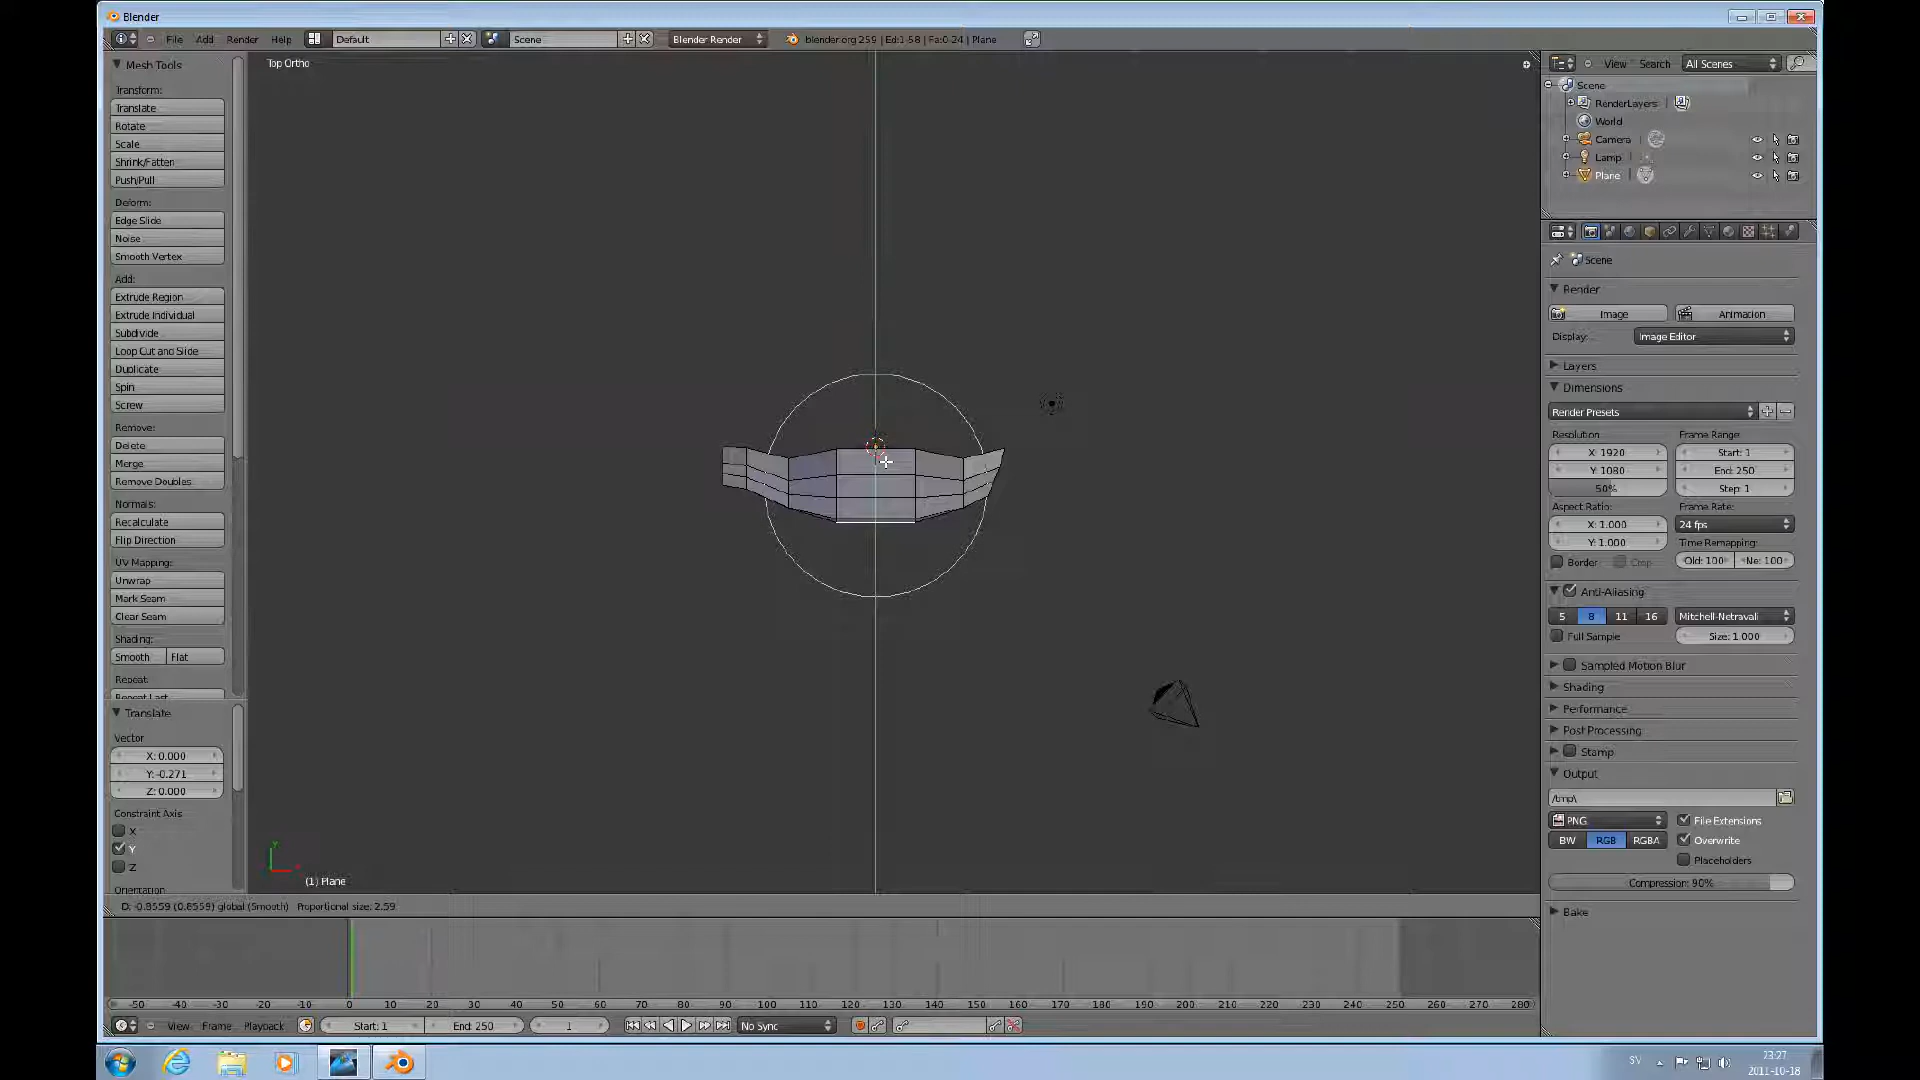 Blender
File Add Render Help Default Scene Blender Render blender.org 259 | Ed:1-58 | Fa:0-24 | Plane
Mesh Tools
Transform:
Translate
Rotate
Scale
Shrink/Fatten
Push/Pull
Deform:
Edge Slide
Noise
Smooth Vertex
Add:
Extrude Region
Extrude Individual
Subdivide
Loop Cut and Slide
Duplicate
Spin
Screw
Remove:
Delete
Merge
Remove Doubles
Normals:
Recalculate
Flip Direction
UV Mapping:
Unwrap
Mark Seam
Clear Seam
Shading:
Smooth Flat
Repeat:
Repeat Last
Translate
Vector
X: 0.000
Y: -0.271
Z: 0.000
Constraint Axis
X
Y
Z
Orientation
Top Ortho
(1) Plane
D: -0.8559 (0.8559) global (Smooth) Proportional size: 2.59
View Search All Scenes
Scene
RenderLayers
World
Camera
Lamp
Plane
Scene
Render
Image Animation
Display: Image Editor
Layers
Dimensions
Render Presets
Resolution: Frame Range:
X: 1920 Start: 1
Y: 1080 End: 250
50% Step: 1
Aspect Ratio: Frame Rate:
X: 1.000 24 fps
Y: 1.000 Time Remapping:
Border Crop Old: 100 Ne: 100
Anti-Aliasing
5 8 11 16 Mitchell-Netravali
Full Sample Size: 1.000
Sampled Motion Blur
Shading
Performance
Post Processing
Stamp
Output
/tmp\
PNG File Extensions
BW RGB RGBA Overwrite
Placeholders
Compression: 90%
Bake
-50 -40 -30 -20 -10 0 10 20 30 40 50 60 70 80 90 100 110 120 130 140 150 160 170 180 190 200 210 220 230 240 250 260 270 280
View Frame Playback Start: 1 End: 250 1 No Sync
SV 23:27
2011-10-18